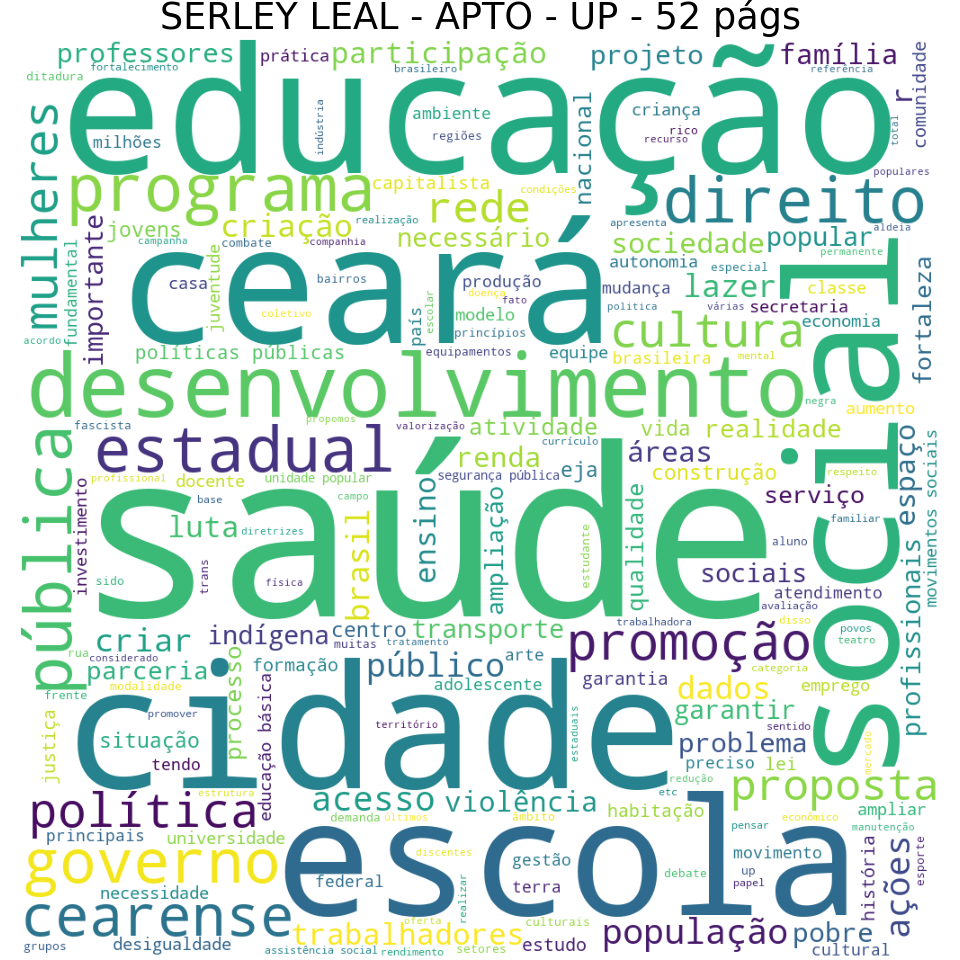 SERLEY LEAL - APTO - UP - 52 págs
professores prática participação projeto família
ditadura fortalecimento brasileiro referência
educação
milhões indústria ambiente regiões criança rico recurso nacional total r comunidade
mulheres
programa capitalista condições rede direito populares
jovens criação realização necessário apresenta sociedade popular aldeia
campanha combate companhia autonomia especial permanente
fundamental importante juventude ceará
casa bairros produção mudança lazer classe
coletivo doença fato política várias secretaria
acordo país escolar modelo princípios cultura economia fortaleza
políticas públicas equipamentos equipe brasileira mental
desenvolvimento social
propomos negra aumento
fascista valorização atividade vida realidade
pública estadual currículo
renda áreas
profissional docente unidade popular segurança pública eja construção respeito espaço movimentos sociais
investimento base campo saúde serviço
luta diretrizes brasil ensino ampliação estudante qualidade familiar
sido trans física aluno
sociais atendimento
trabalhadora avaliação disso
criar indígena centro transporte promoção povos teatro profissionais
rua considerado muitas tratamento
parceria processo formação público arte garantia categoria
frente modalidade adolescente dados emprego
justiça promover cidade garantir
situação educação básica território estaduais sentido
tendo problema preciso lei mercado
estrutura redução proposta
política acesso violência etc habitação ampliar
principais universidade demanda últimos âmbito pensar econômico manutenção
governo escola
discentes gestão debate movimento
federal terra up papel história ações esporte
necessidade realizar
cearense trabalhadores oferta culturais população pobre
grupos desigualdade assistência social rendimento setores estudo cultural